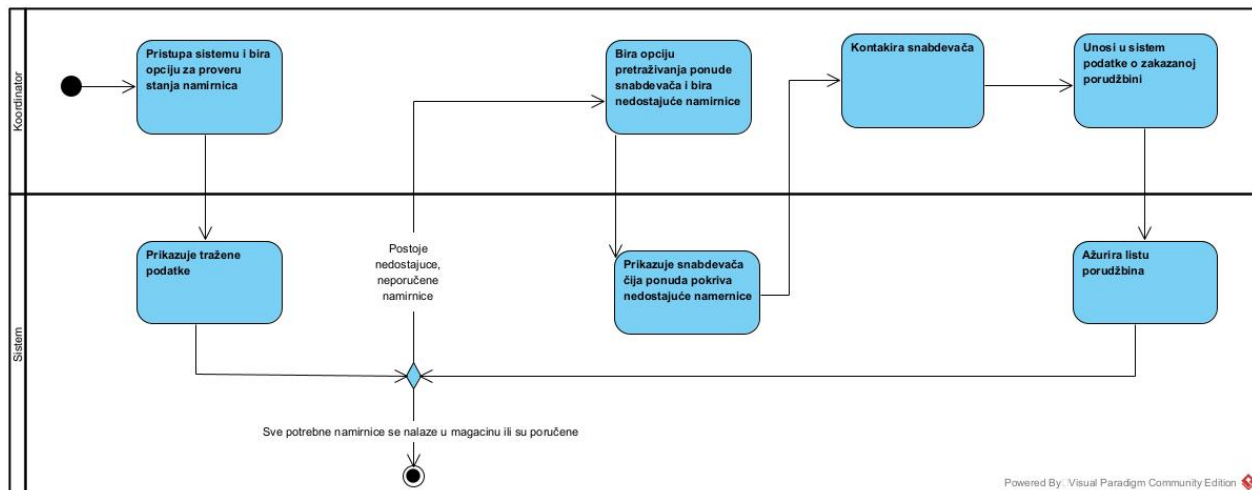 Koordinator
Pristupa sistemu i bira
opciju za proveru
stanja namirnica
Bira opciju
pretraživanja ponude
snabdevača i bira
nedostajuće namirnice
Kontakira snabdevača
Unosi u sistem
podatke o zakazanoj
porudžbini
Sistem
Prikazuje tražene
podatke
Postoje
nedostajuce,
neporučene
namirnice
Prikazuje snabdevača
čija ponuda pokriva
nedostajuće namernice
Ažurira listu
porudžbina
Sve potrebne namirnice se nalaze u magacinu ili su poručene
Powered By Visual Paradigm Community Edition